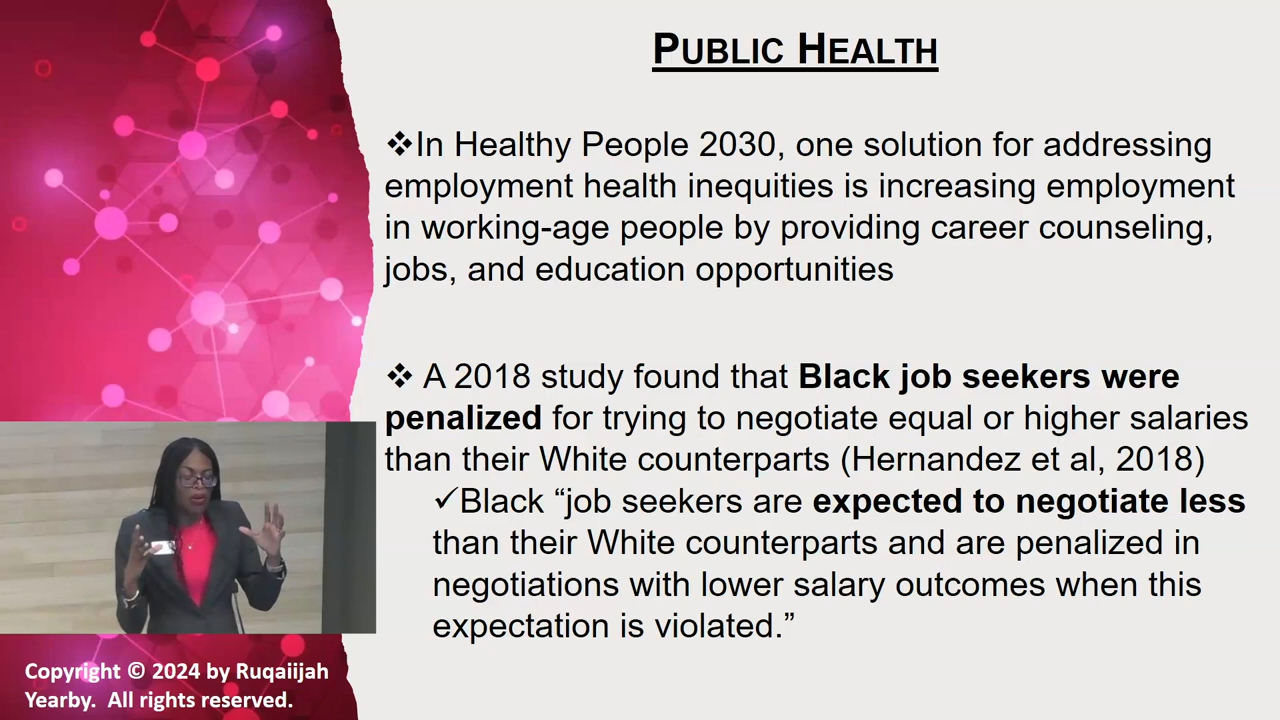 PUBLIC HEALTH
❖In Healthy People 2030, one solution for addressing
employment health inequities is increasing employment
in working-age people by providing career counseling,
jobs, and education opportunities
❖ A 2018 study found that Black job seekers were
penalized for trying to negotiate equal or higher salaries
than their White counterparts (Hernandez et al, 2018)
✓Black “job seekers are expected to negotiate less
than their White counterparts and are penalized in
negotiations with lower salary outcomes when this
expectation is violated.”
Copyright © 2024 by Ruqaiijah
Yearby.  All rights reserved.